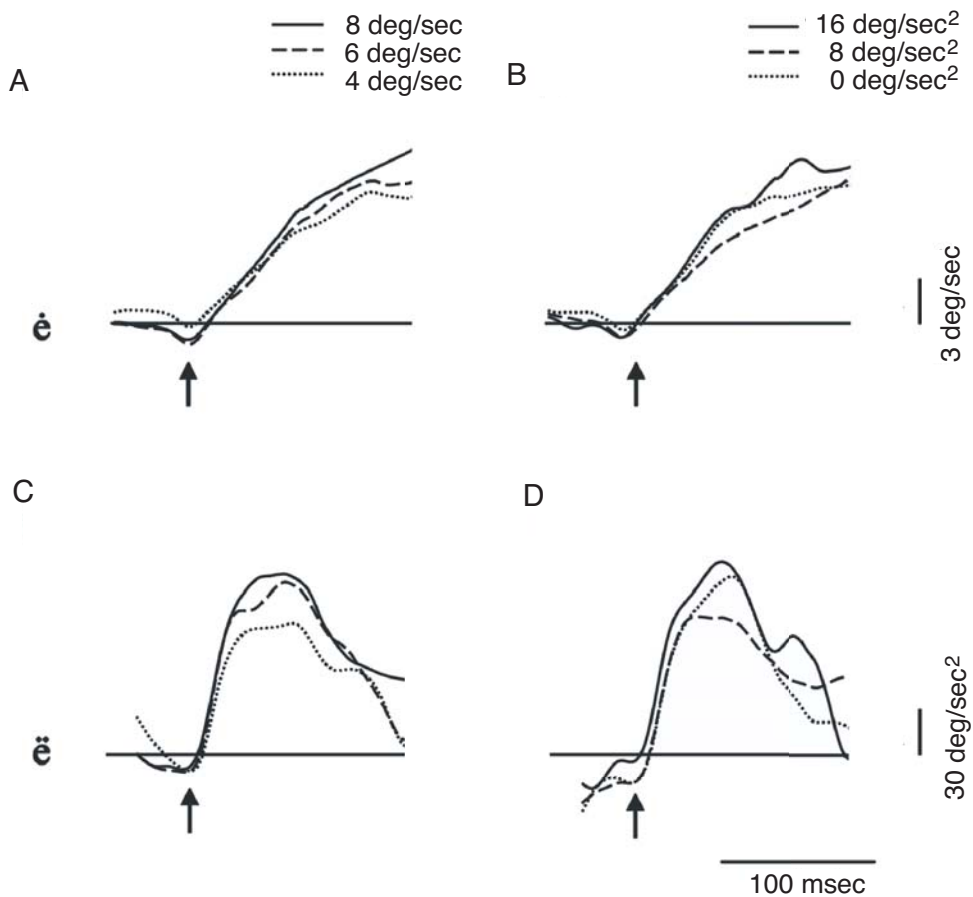 8 deg/sec
6 deg/sec
4 deg/sec
16 deg/sec²
8 deg/sec²
0 deg/sec²
A
B
ė
3 deg/sec
C
D
ë
30 deg/sec²
100 msec